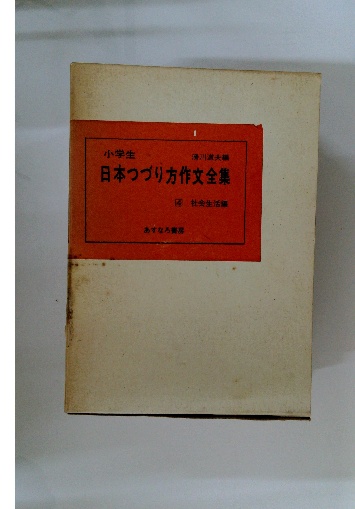 小学生 滑川道夫編
日本つづり方作文全集
4 社会生活編
あすなろ書房